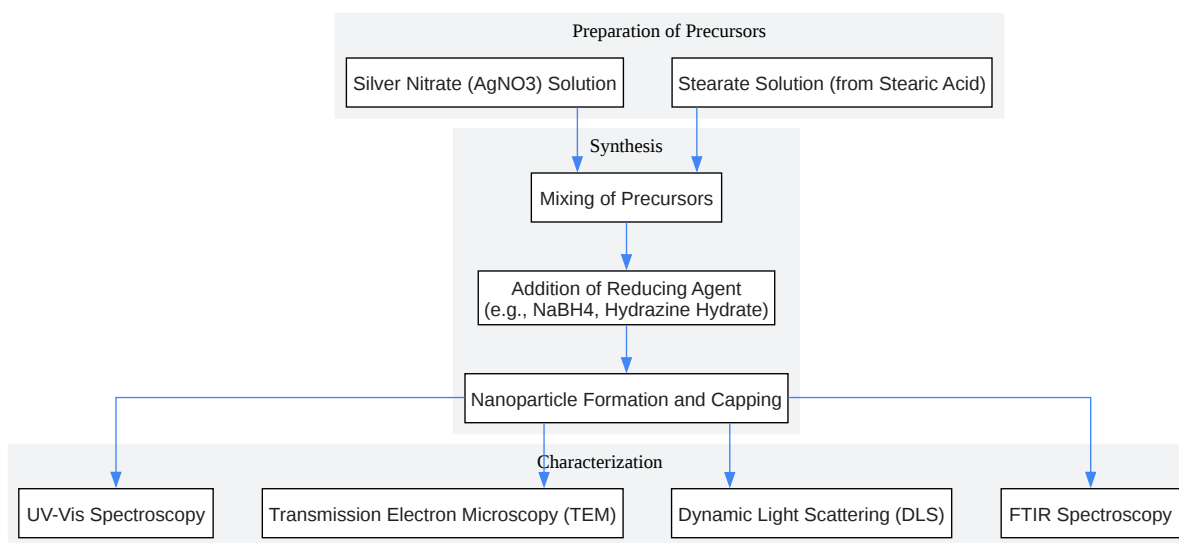 Preparation of Precursors
Silver Nitrate (AgNO3) Solution
Stearate Solution (from Stearic Acid)
Synthesis
Mixing of Precursors
Addition of Reducing Agent
(e.g., NaBH4, Hydrazine Hydrate)
Nanoparticle Formation and Capping
Characterization
UV-Vis Spectroscopy
Transmission Electron Microscopy (TEM)
Dynamic Light Scattering (DLS)
FTIR Spectroscopy